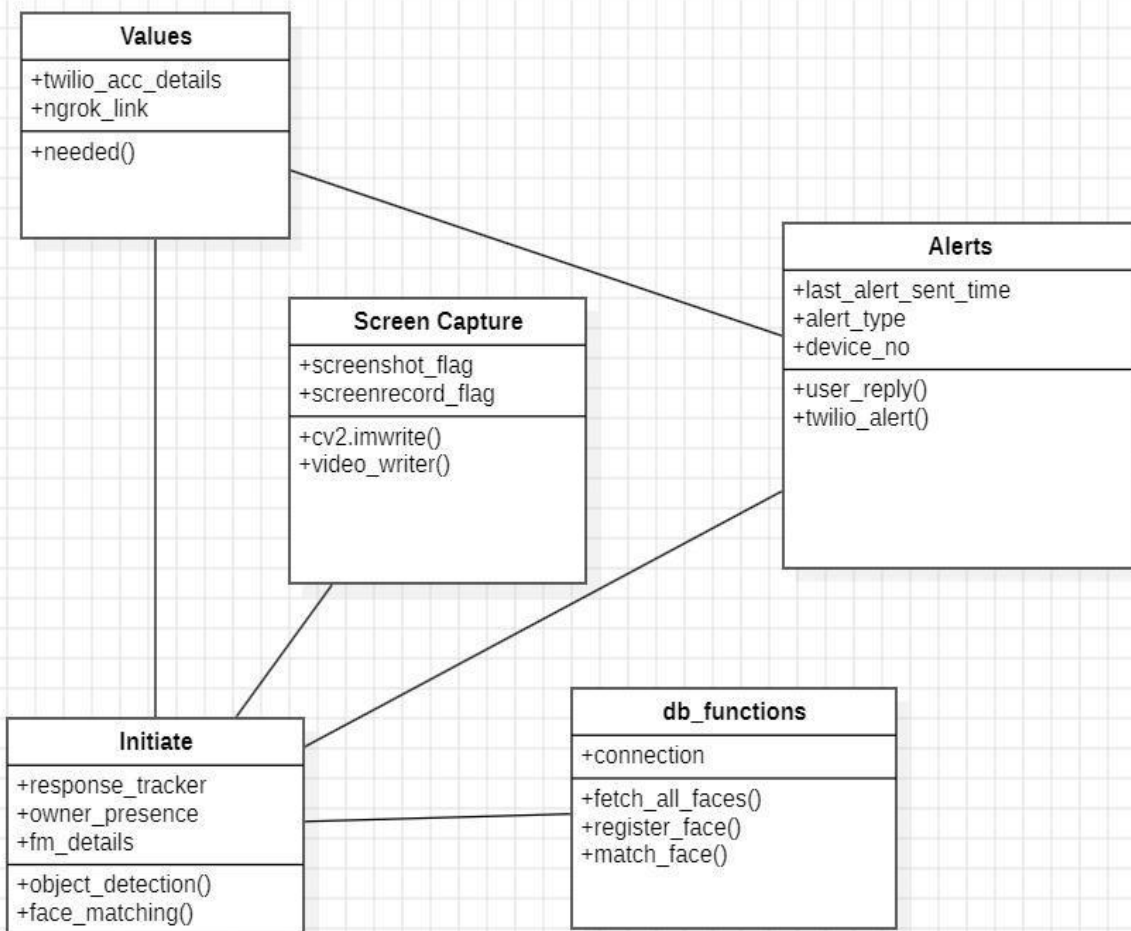 Values
+twilio_acc_details
+ngrok_link
+needed()
Alerts
+last_alert_sent_time
+alert_type
+device_no
+user_reply()
+twilio_alert()
Screen Capture
+screenshot_flag
+screenrecord_flag
+cv2.imwrite()
+video_writer()
db_functions
+connection
+fetch_all_faces()
+register_face()
+match_face()
Initiate
+response_tracker
+owner_presence
+fm_details
+object_detection()
+face_matching()